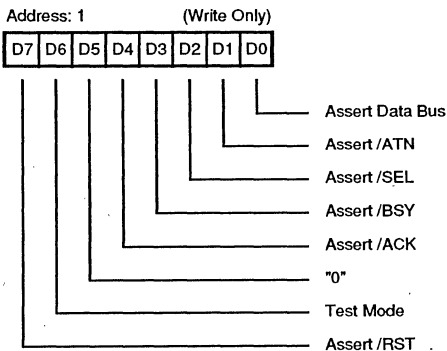 Address: 1 (Write Only)
D7 D6 D5 D4 D3 D2 D1 D0
Assert Data Bus
Assert /ATN
Assert /SEL
Assert /BSY
Assert /ACK
"0"
Test Mode
Assert /RST